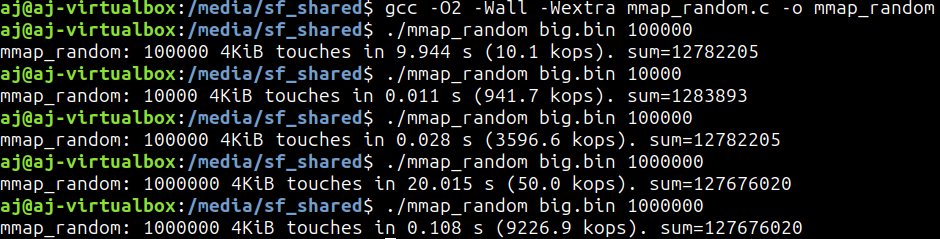 aj@aj-virtualbox:/media/sf_shared$ gcc -O2 -Wall -Wextra mmap_random.c -o mmap_random
aj@aj-virtualbox:/media/sf_shared$ ./mmap_random big.bin 100000
mmap_random: 100000 4KiB touches in 9.944 s (10.1 kops). sum=12782205
aj@aj-virtualbox:/media/sf_shared$ ./mmap_random big.bin 10000
mmap_random: 10000 4KiB touches in 0.011 s (941.7 kops). sum=1283893
aj@aj-virtualbox:/media/sf_shared$ ./mmap_random big.bin 100000
mmap_random: 100000 4KiB touches in 0.028 s (3596.6 kops). sum=12782205
aj@aj-virtualbox:/media/sf_shared$ ./mmap_random big.bin 1000000
mmap_random: 1000000 4KiB touches in 20.015 s (50.0 kops). sum=127676020
aj@aj-virtualbox:/media/sf_shared$ ./mmap_random big.bin 1000000
mmap_random: 1000000 4KiB touches in 0.108 s (9226.9 kops). sum=127676020